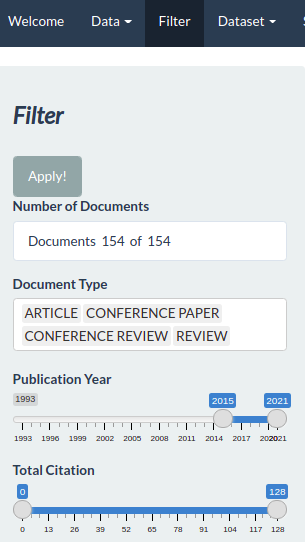 Welcome Data Filter Dataset
Filter
Apply!
Number of Documents
Documents 154 of 154
Document Type
ARTICLE CONFERENCE PAPER
CONFERENCE REVIEW REVIEW
Publication Year
1993 2015 2021
1993 1996 1999 2002 2005 2008 2011 2014 2017 2021
Total Citation
0 128
0 13 26 39 52 65 78 91 104 117 128